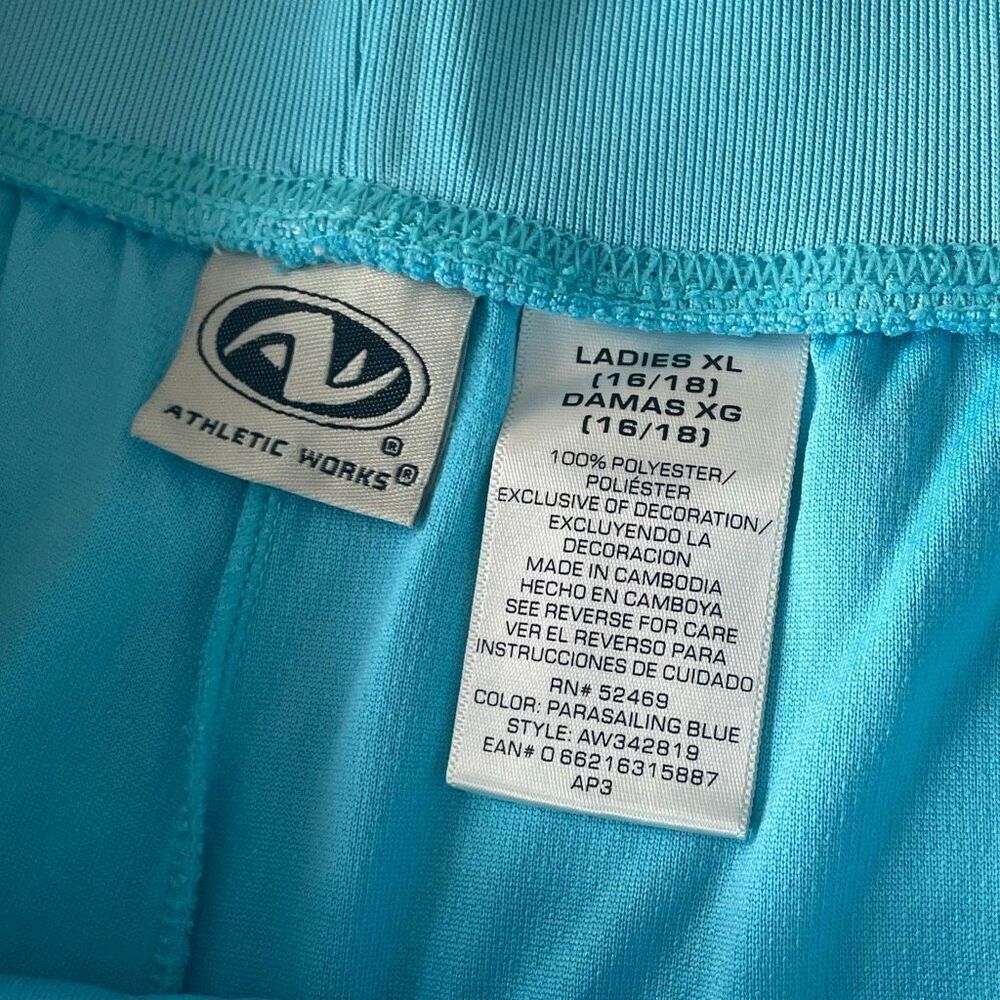 ATHLETIC WORKS®
®
LADIES XL
(16/18)
DAMAS XG
(16/18)
100% POLYESTER/
POLIÉSTER
EXCLUSIVE OF DECORATION/
EXCLUYENDO LA
DECORACION
MADE IN CAMBODIA
HECHO EN CAMBOYA
SEE REVERSE FOR CARE
VER EL REVERSO PARA
INSTRUCCIONES DE CUIDADO
RN# 52469
COLOR: PARASAILING BLUE
STYLE: AW342819
EAN# 0 66216315887
AP3